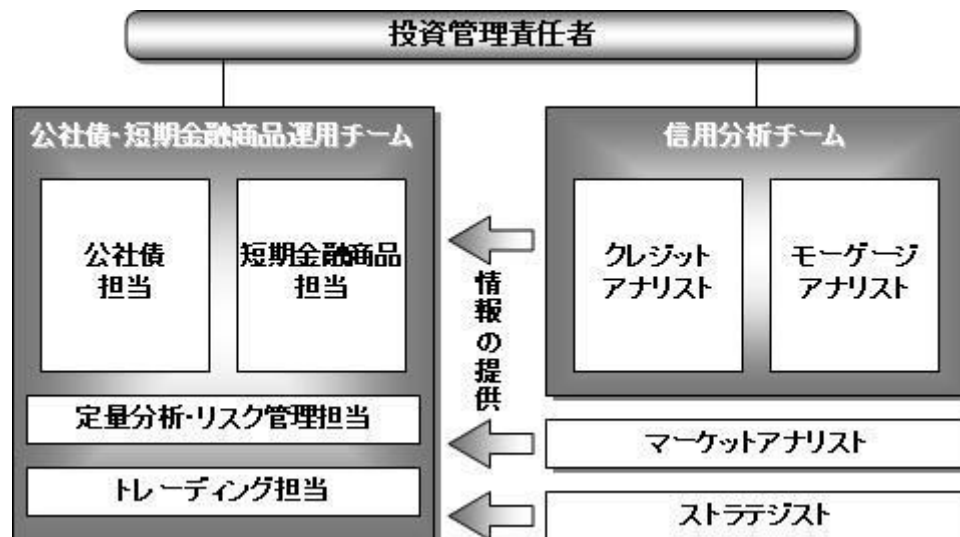 投資管理責任者
公社債・短期金融商品運用チーム
公社債
担当
短期金融商品
担当
定量分析・リスク管理担当
トレーディング担当
情報の提供
信用分析チーム
クレジット
アナリスト
モーゲージ
アナリスト
マーケットアナリスト
ストラテジスト